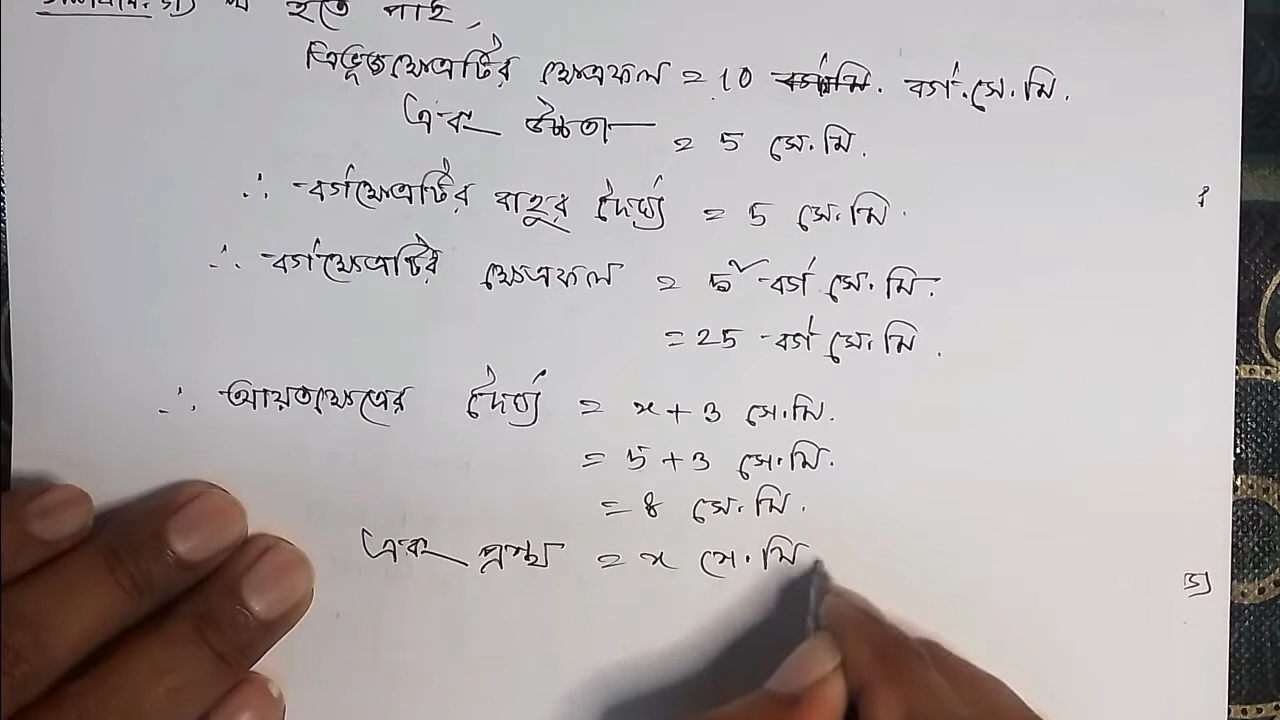 হতে পাই,
ত্রিভূজক্ষেত্রটির ক্ষেত্রফল = 10 বর্গ.সে.মি.
এবং উচ্চতা = 5 সে.মি.
∴ বর্গক্ষেত্রটির বাহুর দৈর্ঘ্য = 5 সে.মি.
∴ বর্গক্ষেত্রটির ক্ষেত্রফল = 5² বর্গ সে.মি.
= 25 বর্গ সে.মি.
∴ আয়তক্ষেত্রের দৈর্ঘ্য = x + 3 সে.মি.
= 5 + 3 সে.মি.
= 8 সে.মি.
এবং প্রস্থ = x সে.মি